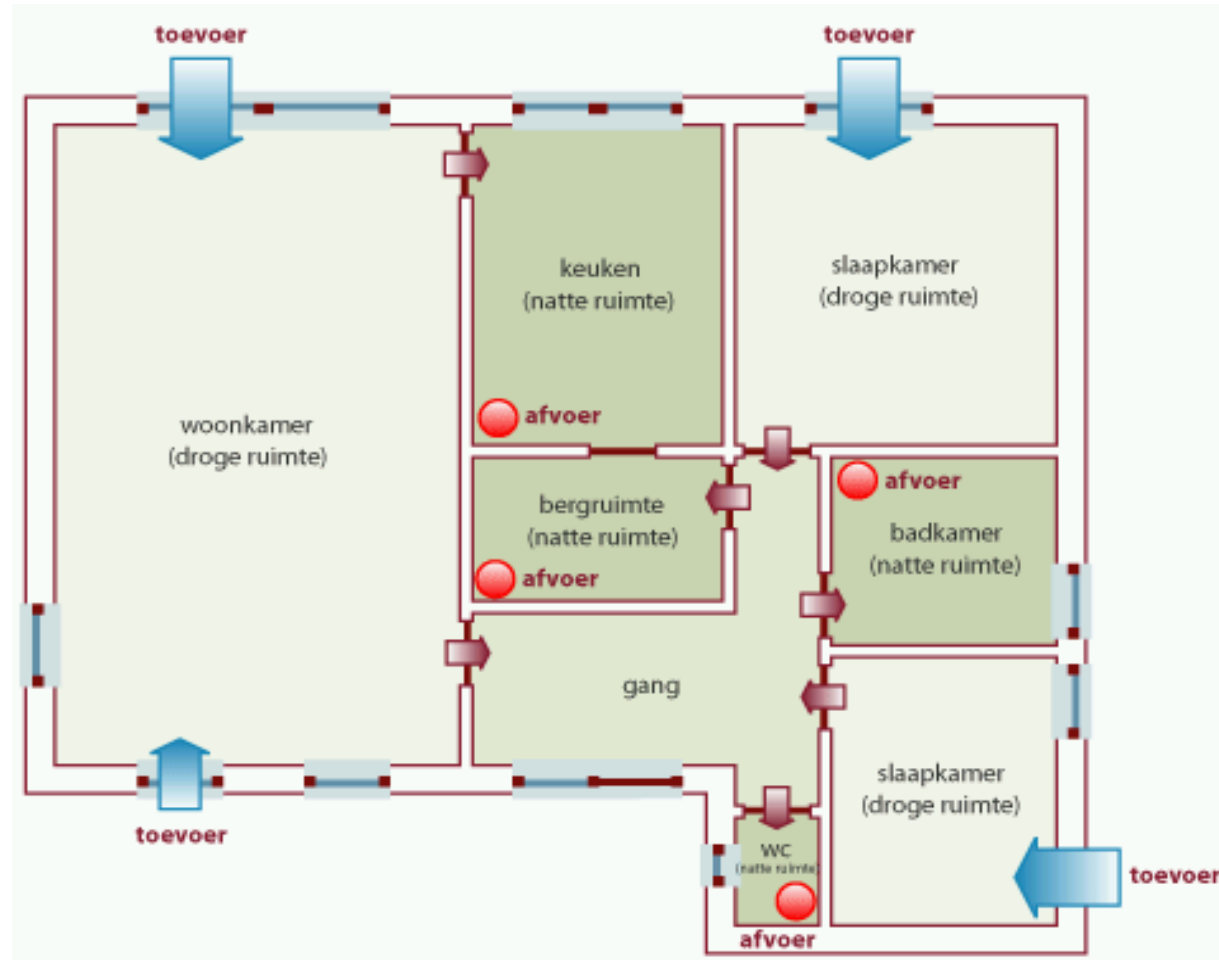 toevoer
toevoer
keuken
(natte ruimte)
slaapkamer
(droge ruimte)
afvoer
woonkamer
(droge ruimte)
afvoer
bergruimte
(natte ruimte)
badkamer
(natte ruimte)
afvoer
gang
slaapkamer
(droge ruimte)
toevoer
wc
(natte ruimte)
toevoer
afvoer